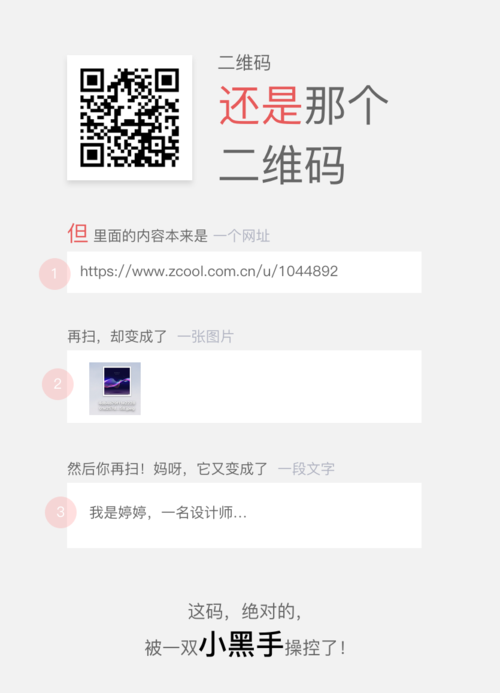 二维码
还是那个
二维码
但 里面的内容本来是 一个网址
1
https://www.zcool.com.cn/u/1044892
再扫，却变成了 一张图片
2
然后你再扫！妈呀，它又变成了 一段文字
3
我是婷婷，一名设计师...
这码，绝对的，
被一双小黑手操控了！